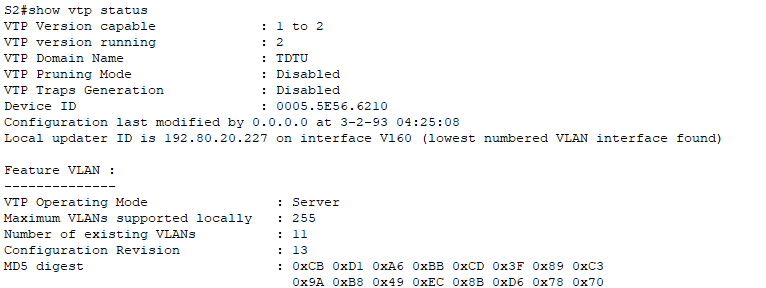 S2#show vtp status
VTP Version capable : 1 to 2
VTP version running : 2
VTP Domain Name : TDTU
VTP Pruning Mode : Disabled
VTP Traps Generation : Disabled
Device ID : 0005.5E56.6210
Configuration last modified by 0.0.0.0 at 3-2-93 04:25:08
Local updater ID is 192.80.20.227 on interface Vl60 (lowest numbered VLAN interface found)
Feature VLAN :
--------------
VTP Operating Mode : Server
Maximum VLANs supported locally : 255
Number of existing VLANs : 11
Configuration Revision : 13
MD5 digest : 0xCB 0xD1 0xA6 0xBB 0xCD 0x3F 0x89 0xC3
0x9A 0xB8 0x49 0xEC 0x8B 0xD6 0x78 0x70